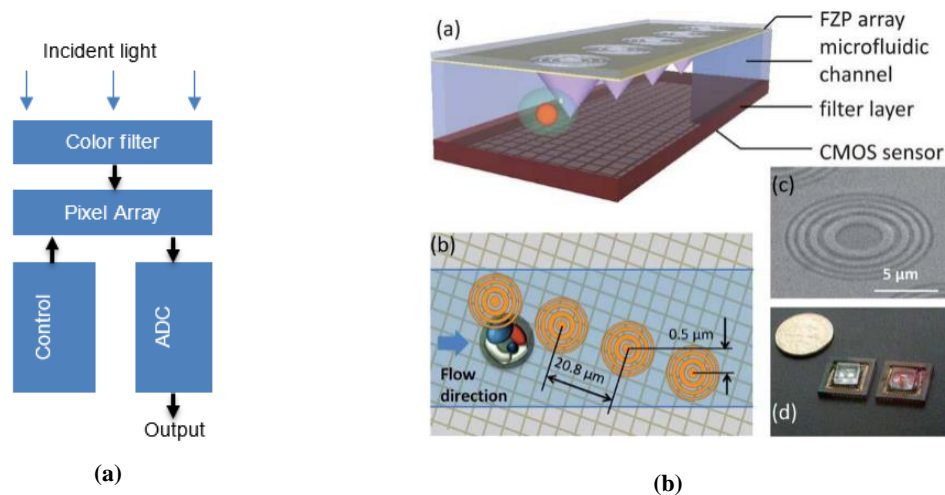 Incident light
Color filter
Pixel Array
Control
ADC
Output
(a)
(a)
FZP array
microfluidic
channel
filter layer
CMOS sensor
(b)
Flow
direction
20.8 µm
0.5 µm
(c)
5 µm
(d)
(b)